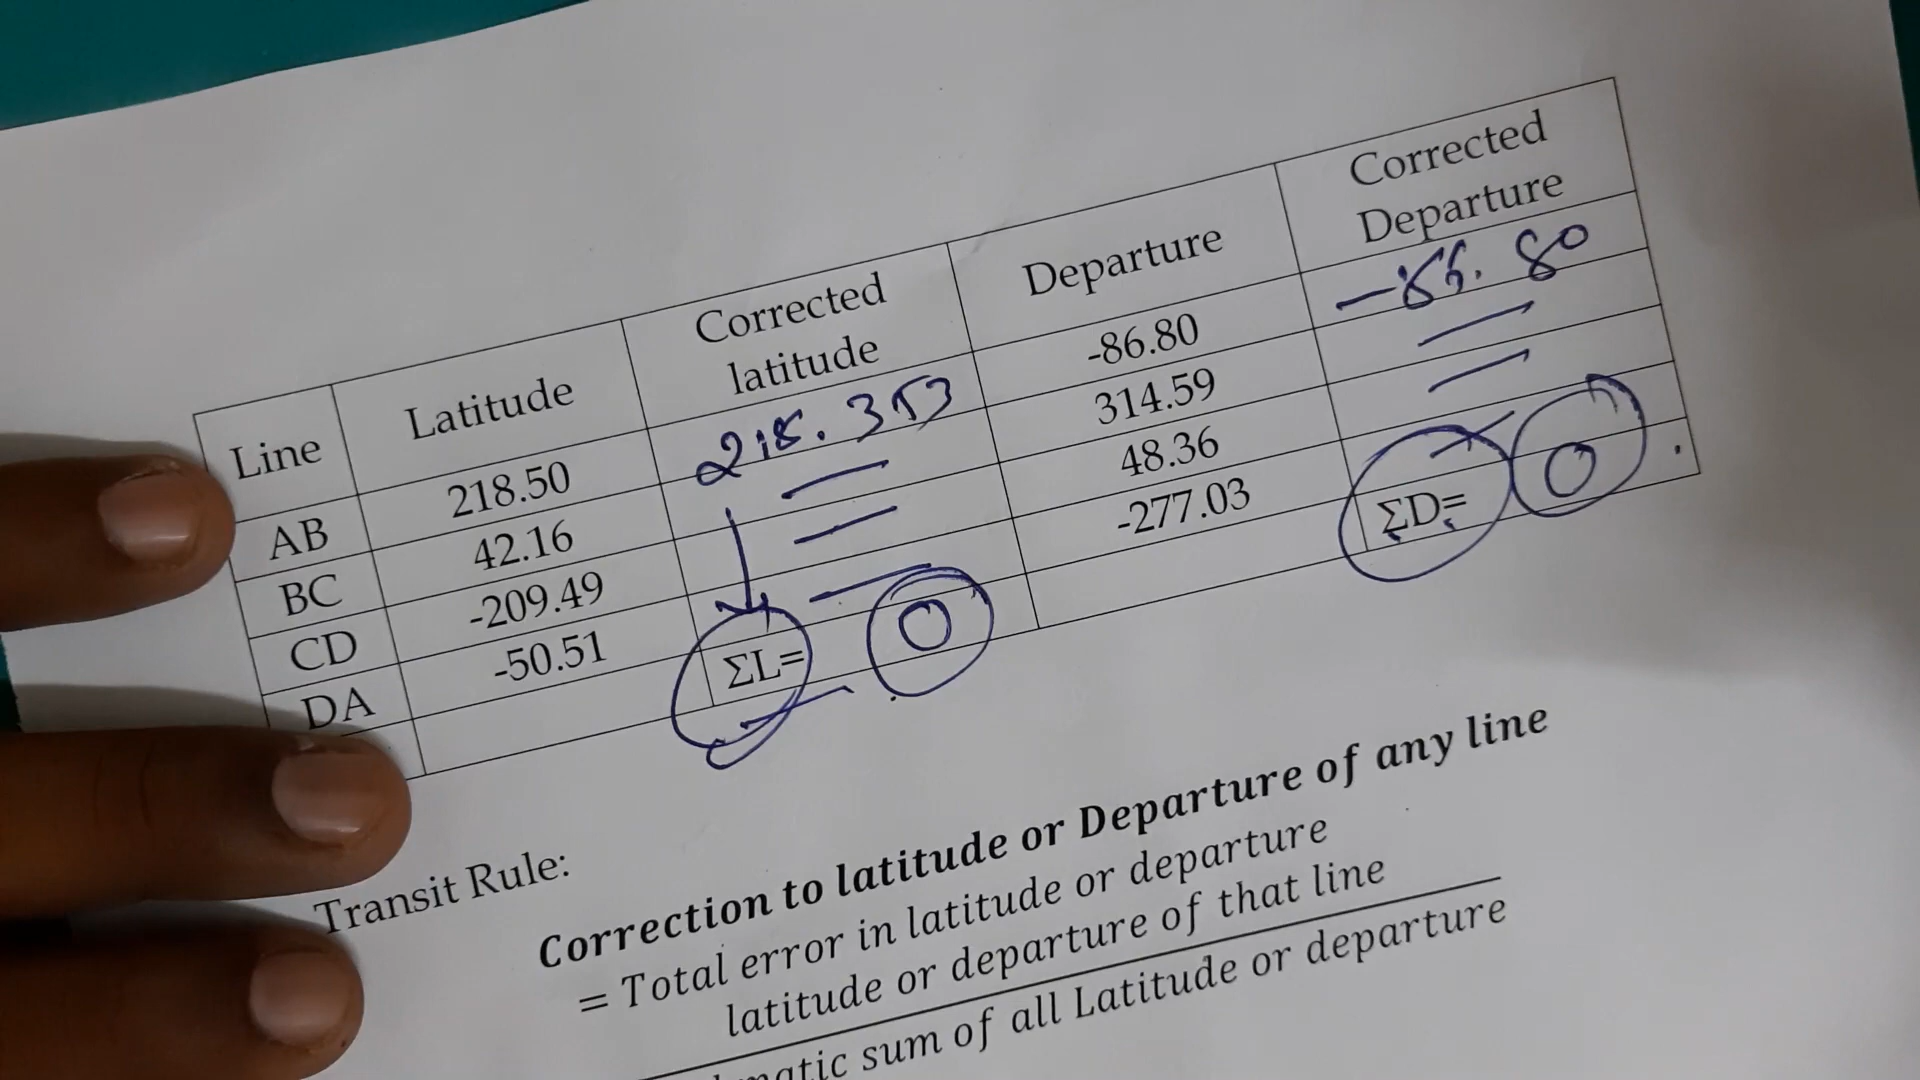 Line Latitude Corrected latitude Departure Corrected Departure
AB 218.50 218.353 -86.80 -86.80
BC 42.16 314.59
CD -209.49 48.36
DA -50.51 -277.03
ΣL= 0 ΣD= 0
Transit Rule:
Correction to latitude or Departure of any line
= Total error in latitude or departure
latitude or departure of that line
sum of all Latitude or departure